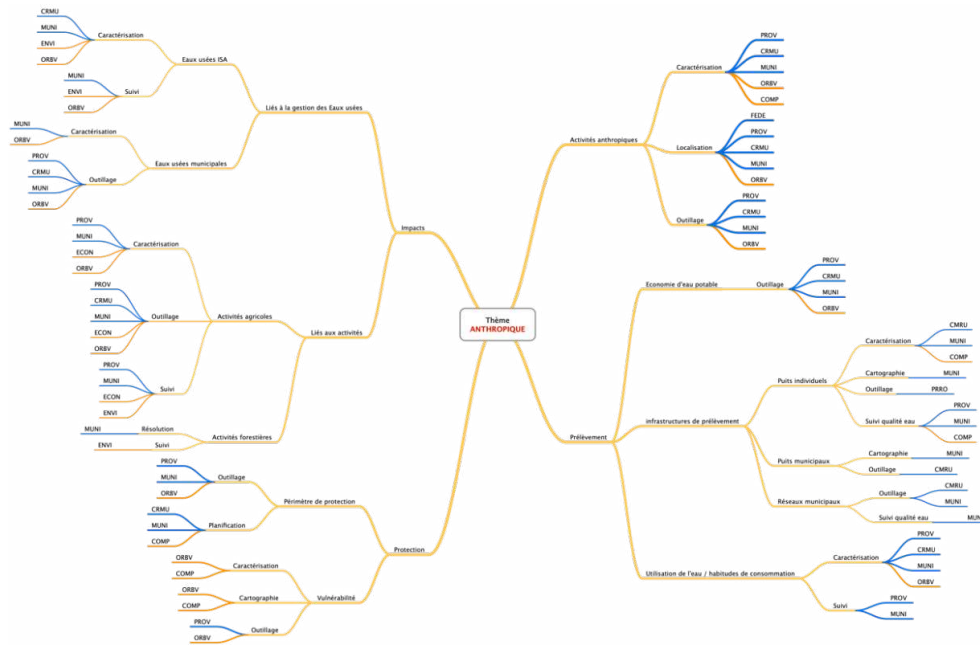 Thème
ANTHROPIQUE
Impacts
Liés à la gestion des Eaux usées
Eaux usées ISA
Caractérisation
CRMU
MUNI
ENVI
ORBV
Suivi
MUNI
ENVI
ORBV
Eaux usées municipales
Caractérisation
MUNI
ORBV
Outillage
PROV
CRMU
MUNI
ORBV
Liés aux activités
Activités agricoles
Caractérisation
PROV
MUNI
ECON
ORBV
Outillage
PROV
CRMU
MUNI
ECON
ORBV
Suivi
PROV
MUNI
ECON
ENVI
Activités forestières
Résolution
MUNI
Suivi
ENVI
Protection
Périmètre de protection
Outillage
PROV
MUNI
ORBV
Planification
CRMU
MUNI
COMP
Vulnérabilité
Caractérisation
ORBV
COMP
Cartographie
ORBV
COMP
Outillage
PROV
ORBV
Activités anthropiques
Caractérisation
PROV
CRMU
MUNI
ORBV
COMP
Localisation
FEDE
PROV
CRMU
MUNI
ORBV
Outillage
PROV
CRMU
MUNI
ORBV
Prélèvement
Economie d'eau potable
Outillage
PROV
CRMU
MUNI
ORBV
infrastructures de prélèvement
Puits individuels
Caractérisation
CMRU
MUNI
COMP
Cartographie
MUNI
Outillage
PRRO
Suivi qualité eau
PROV
MUNI
COMP
Puits municipaux
Cartographie
MUNI
Outillage
CMRU
Réseaux municipaux
Outillage
CMRU
MUNI
Suivi qualité eau
MUN
Utilisation de l'eau / habitudes de consommation
Caractérisation
PROV
CRMU
MUNI
ORBV
Suivi
PROV
MUNI